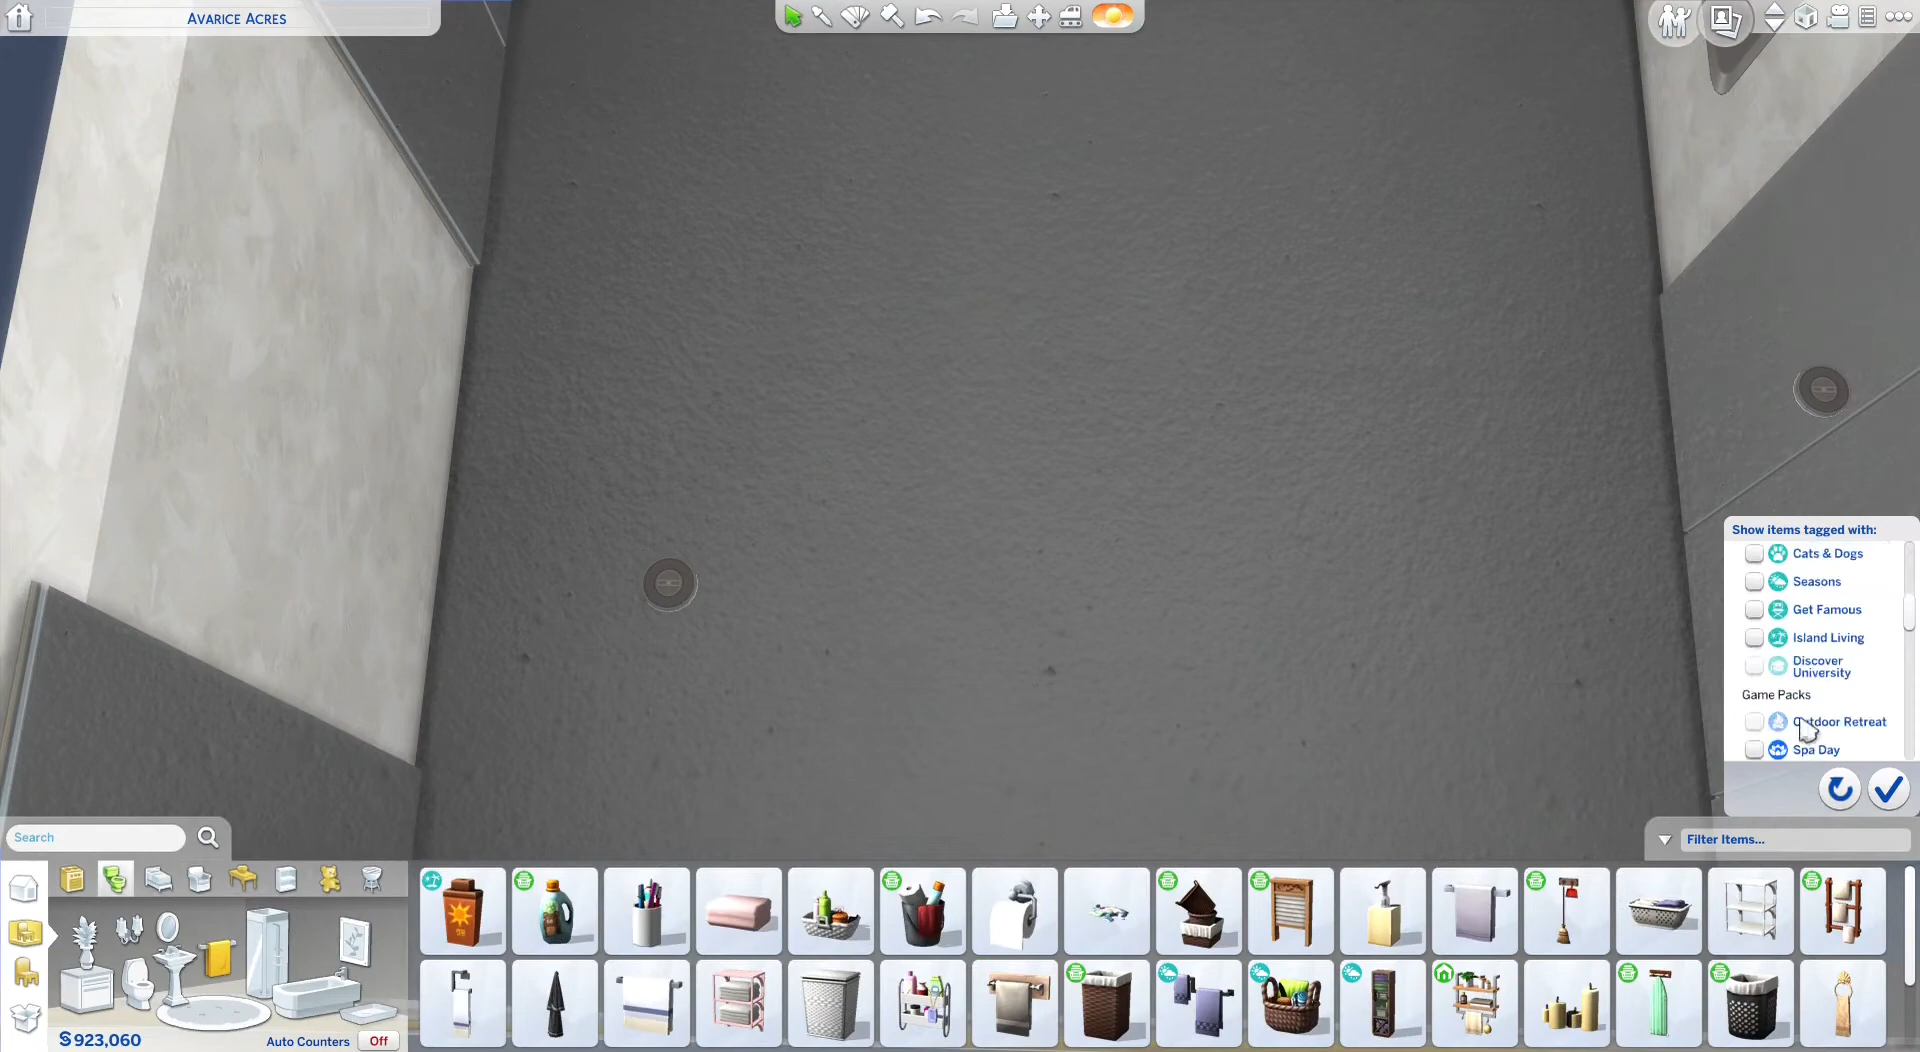 Avarice Acres
Show items tagged with:
Cats & Dogs
Seasons
Get Famous
Island Living
Discover
University
Game Packs
Outdoor Retreat
Spa Day
Search
Filter Items...
§923,060
Auto Counters
Off